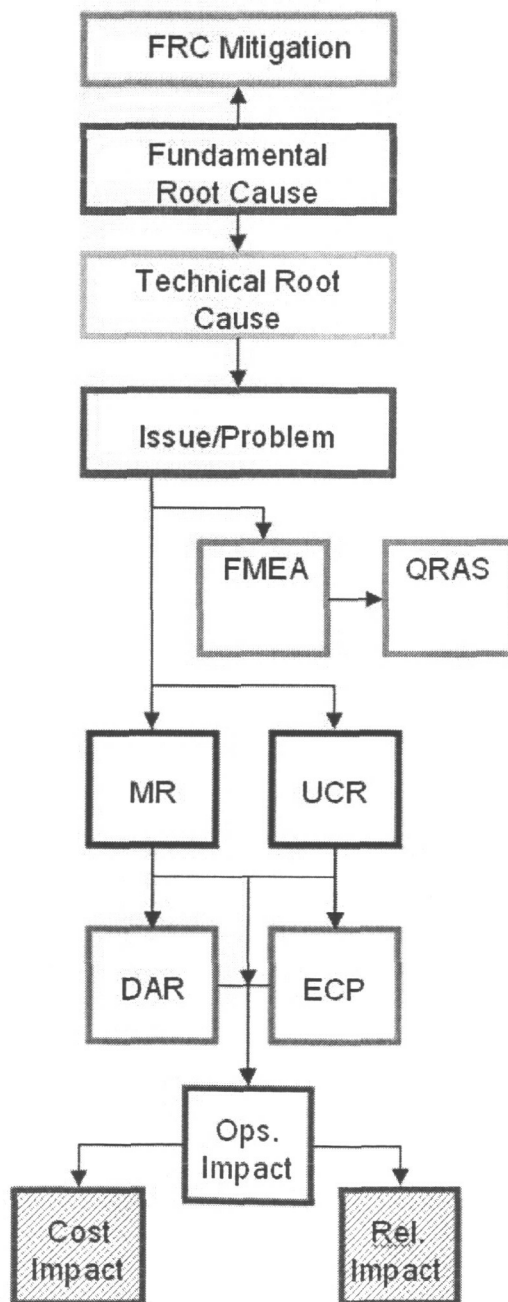 FRC Mitigation
Fundamental
Root Cause
Technical Root
Cause
Issue/Problem
FMEA
QRAS
MR
UCR
DAR
ECP
Ops.
Impact
Cost
Impact
Rel.
Impact